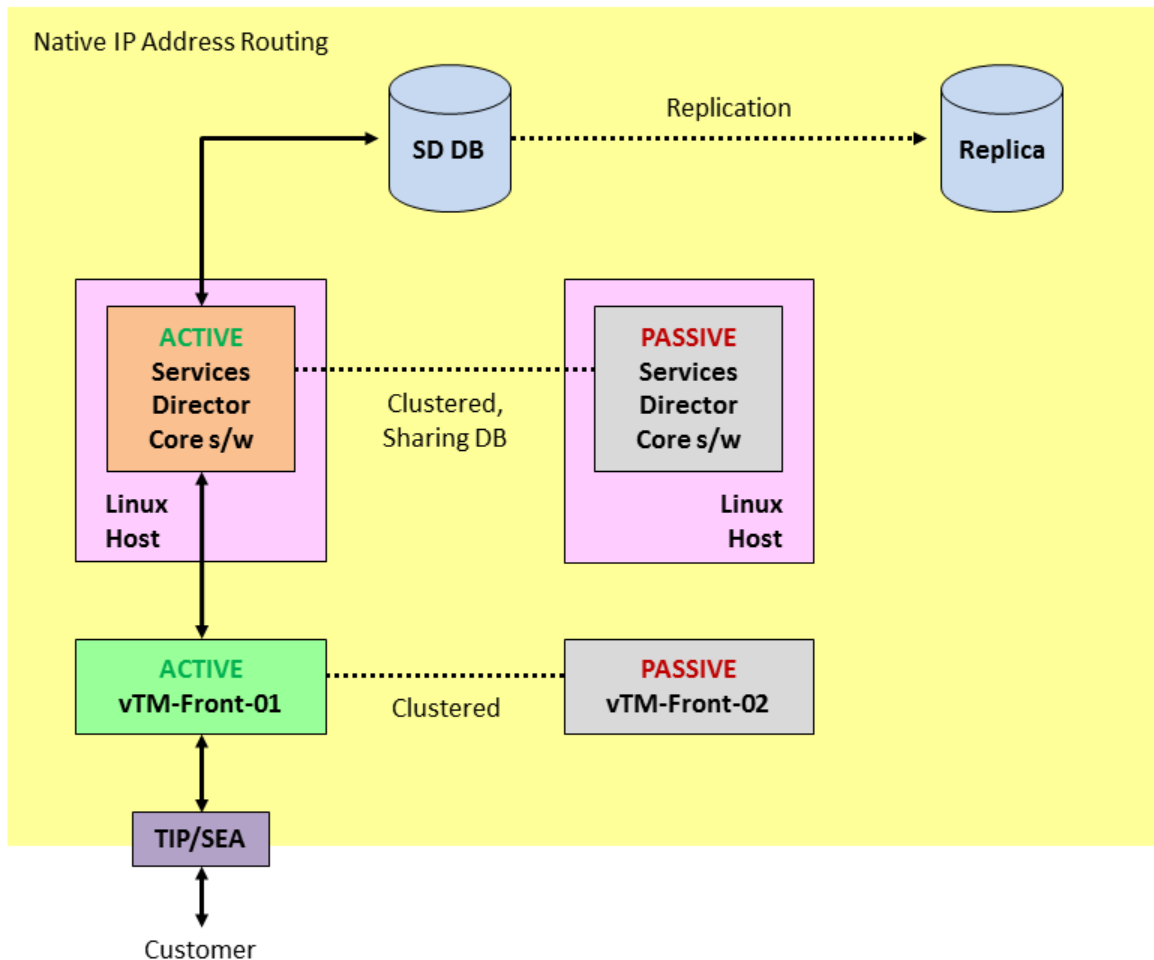 Native IP Address Routing
Replication
SD DB
Replica
ACTIVE
Services
Director
Core s/w
Linux
Host
Clustered,
Sharing DB
PASSIVE
Services
Director
Core s/w
Linux
Host
ACTIVE
vTM-Front-01
Clustered
PASSIVE
vTM-Front-02
TIP/SEA
Customer